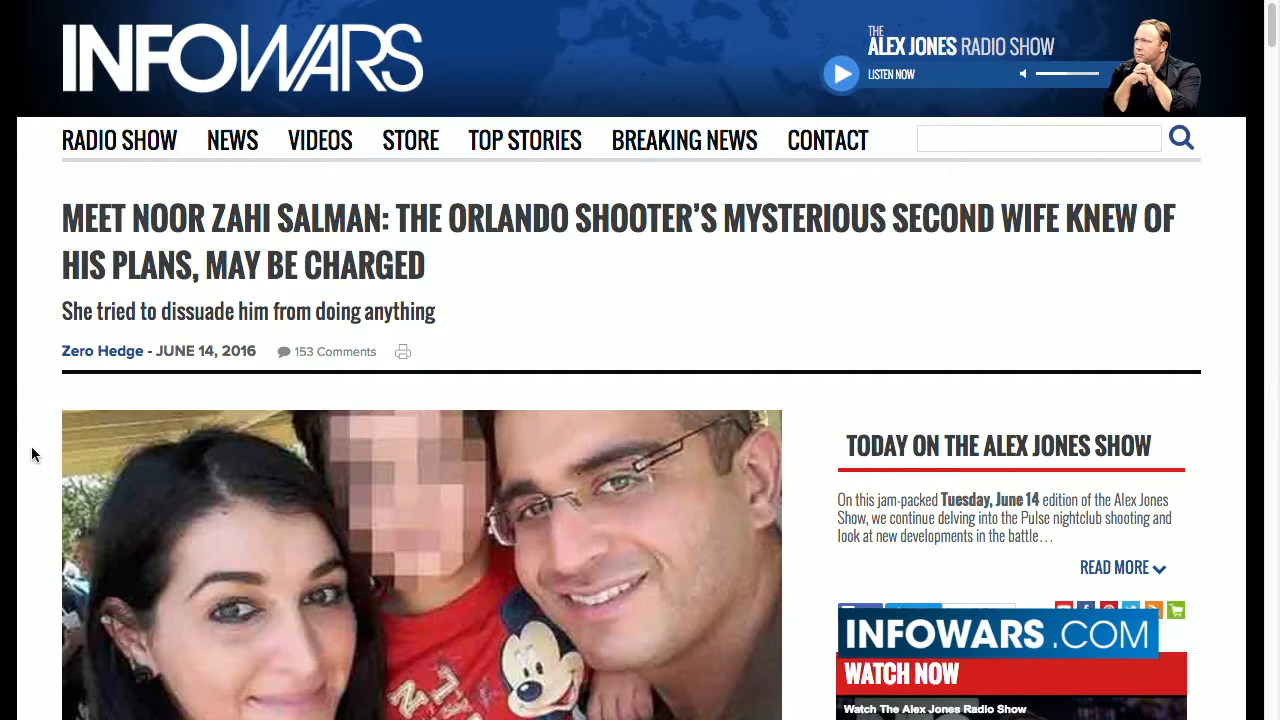 INFOWARS
THE
ALEX JONES RADIO SHOW
LISTEN NOW
RADIO SHOW NEWS VIDEOS STORE TOP STORIES BREAKING NEWS CONTACT
MEET NOOR ZAHI SALMAN: THE ORLANDO SHOOTER'S MYSTERIOUS SECOND WIFE KNEW OF
HIS PLANS, MAY BE CHARGED
She tried to dissuade him from doing anything
Zero Hedge - JUNE 14, 2016 153 Comments
TODAY ON THE ALEX JONES SHOW
On this jam-packed Tuesday, June 14 edition of the Alex Jones
Show, we continue delving into the Pulse nightclub shooting and
look at new developments in the battle…
READ MORE
INFOWARS.COM
WATCH NOW
Watch The Alex Jones Radio Show